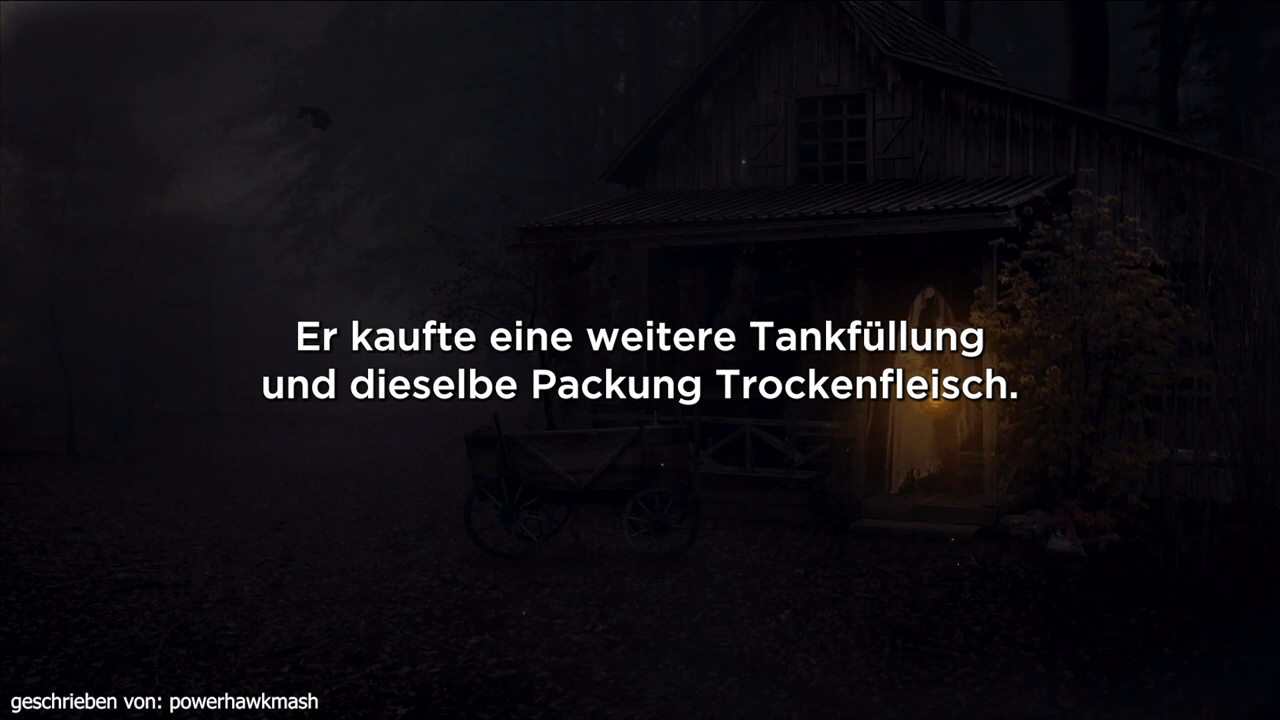 Er kaufte eine weitere Tankfüllung
und dieselbe Packung Trockenfleisch.
geschrieben von: powerhawkmash